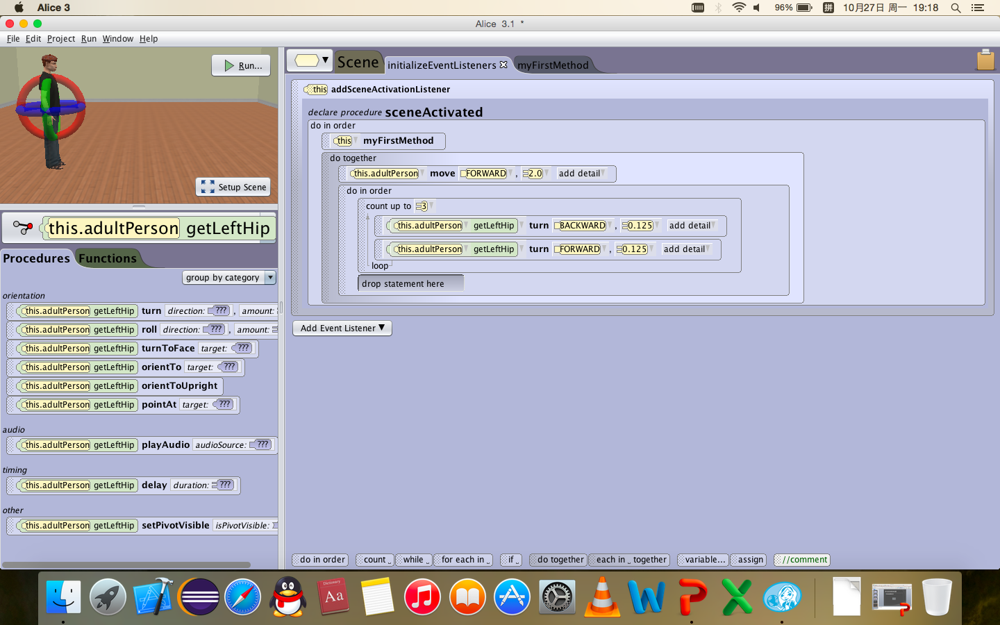 Alice 3
96%
拼
10月27日 周一 19:18
Alice 3.1 *
File Edit Project Run Window Help
Run...
Setup Scene
this.adultPerson getLeftHip
Procedures Functions
group by category
orientation
this.adultPerson getLeftHip turn direction: ??? , amount:
this.adultPerson getLeftHip roll direction: ??? , amount:
this.adultPerson getLeftHip turnToFace target: ???
this.adultPerson getLeftHip orientTo target: ???
this.adultPerson getLeftHip orientToUpright
this.adultPerson getLeftHip pointAt target: ???
audio
this.adultPerson getLeftHip playAudio audioSource: ???
timing
this.adultPerson getLeftHip delay duration: ???
other
this.adultPerson getLeftHip setPivotVisible isPivotVisible:
Scene initializeEventListeners myFirstMethod
this addSceneActivationListener
declare procedure sceneActivated
do in order
this myFirstMethod
do together
this.adultPerson move FORWARD , 2.0 add detail
do in order
count up to 3
this.adultPerson getLeftHip turn BACKWARD , 0.125 add detail
this.adultPerson getLeftHip turn FORWARD , 0.125 add detail
loop
drop statement here
Add Event Listener
do in order count _ while _ for each in _ if _ do together each in _ together variable... assign //comment
Dictionary
Aa